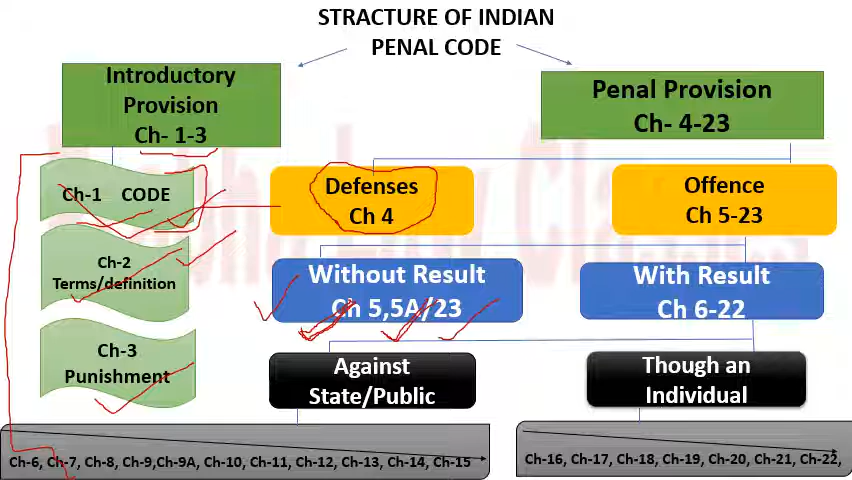 STRACTURE OF INDIAN
PENAL CODE
Introductory
Provision
Ch- 1-3
Penal Provision
Ch- 4-23
Ch-1 CODE
Defenses
Ch 4
Offence
Ch 5-23
Ch-2
Terms/definition
Without Result
Ch 5,5A/23
With Result
Ch 6-22
Ch-3
Punishment
Against
State/Public
Though an
Individual
Ch-6, Ch-7, Ch-8, Ch-9,Ch-9A, Ch-10, Ch-11, Ch-12, Ch-13, Ch-14, Ch-15
Ch-16, Ch-17, Ch-18, Ch-19, Ch-20, Ch-21, Ch-22,